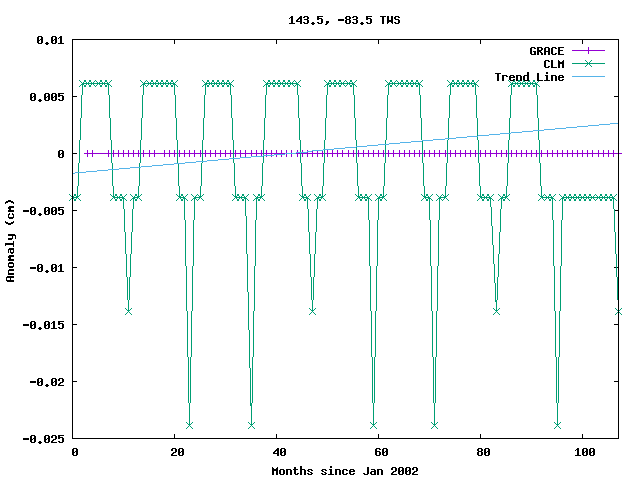 143.5, -83.5 TWS
GRACE
CLM
Trend Line
0.01
0.005
0
-0.005
-0.01
-0.015
-0.02
-0.025
Anomaly (cm)
0 20 40 60 80 100
Months since Jan 2002